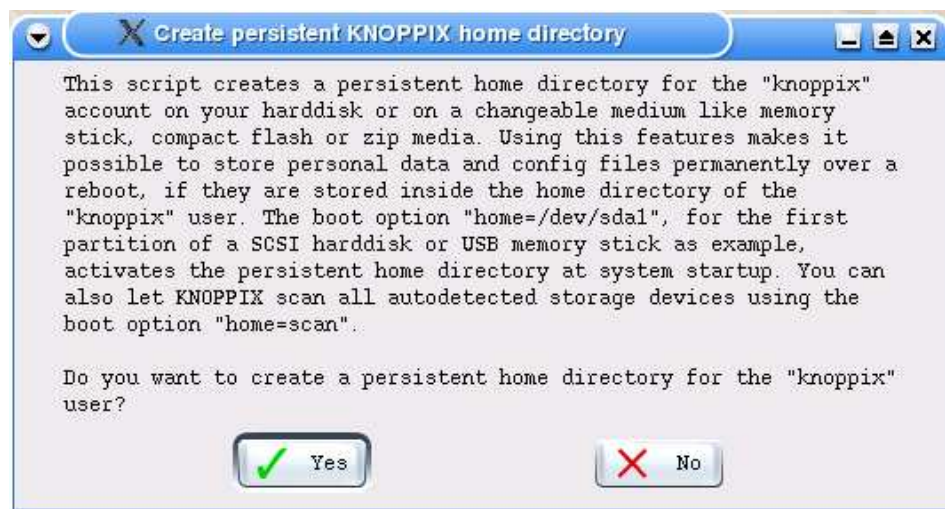 Create persistent KNOPPIX home directory
This script creates a persistent home directory for the "knoppix"
account on your harddisk or on a changeable medium like memory
stick, compact flash or zip media. Using this features makes it
possible to store personal data and config files permanently over a
reboot, if they are stored inside the home directory of the
"knoppix" user. The boot option "home=/dev/sda1", for the first
partition of a SCSI harddisk or USB memory stick as example,
activates the persistent home directory at system startup. You can
also let KNOPPIX scan all autodetected storage devices using the
boot option "home=scan".
Do you want to create a persistent home directory for the "knoppix"
user?
Yes No